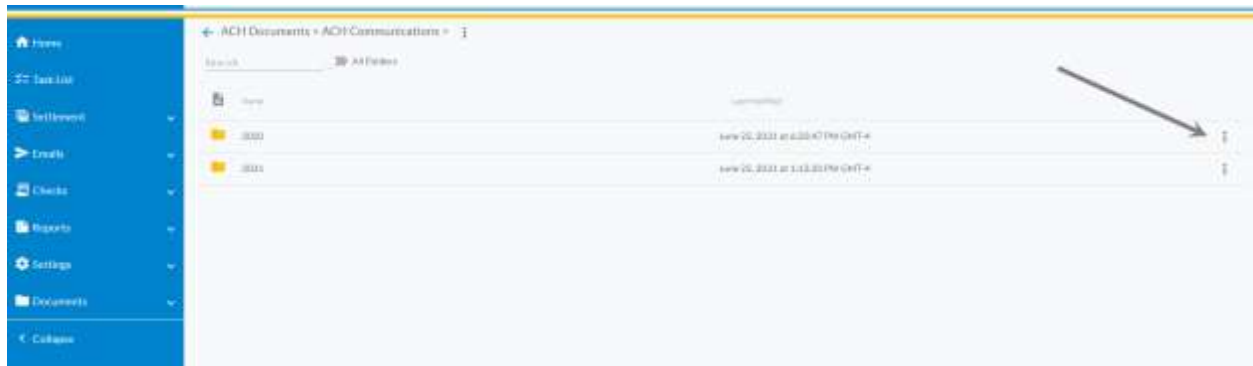 ACH Documents > ACH Communications >
Home
Search
All Folders
Task List
Name
Last Modified
Settlement
2020
Emails
2021
Checks
Reports
Settings
Documents
Collapse